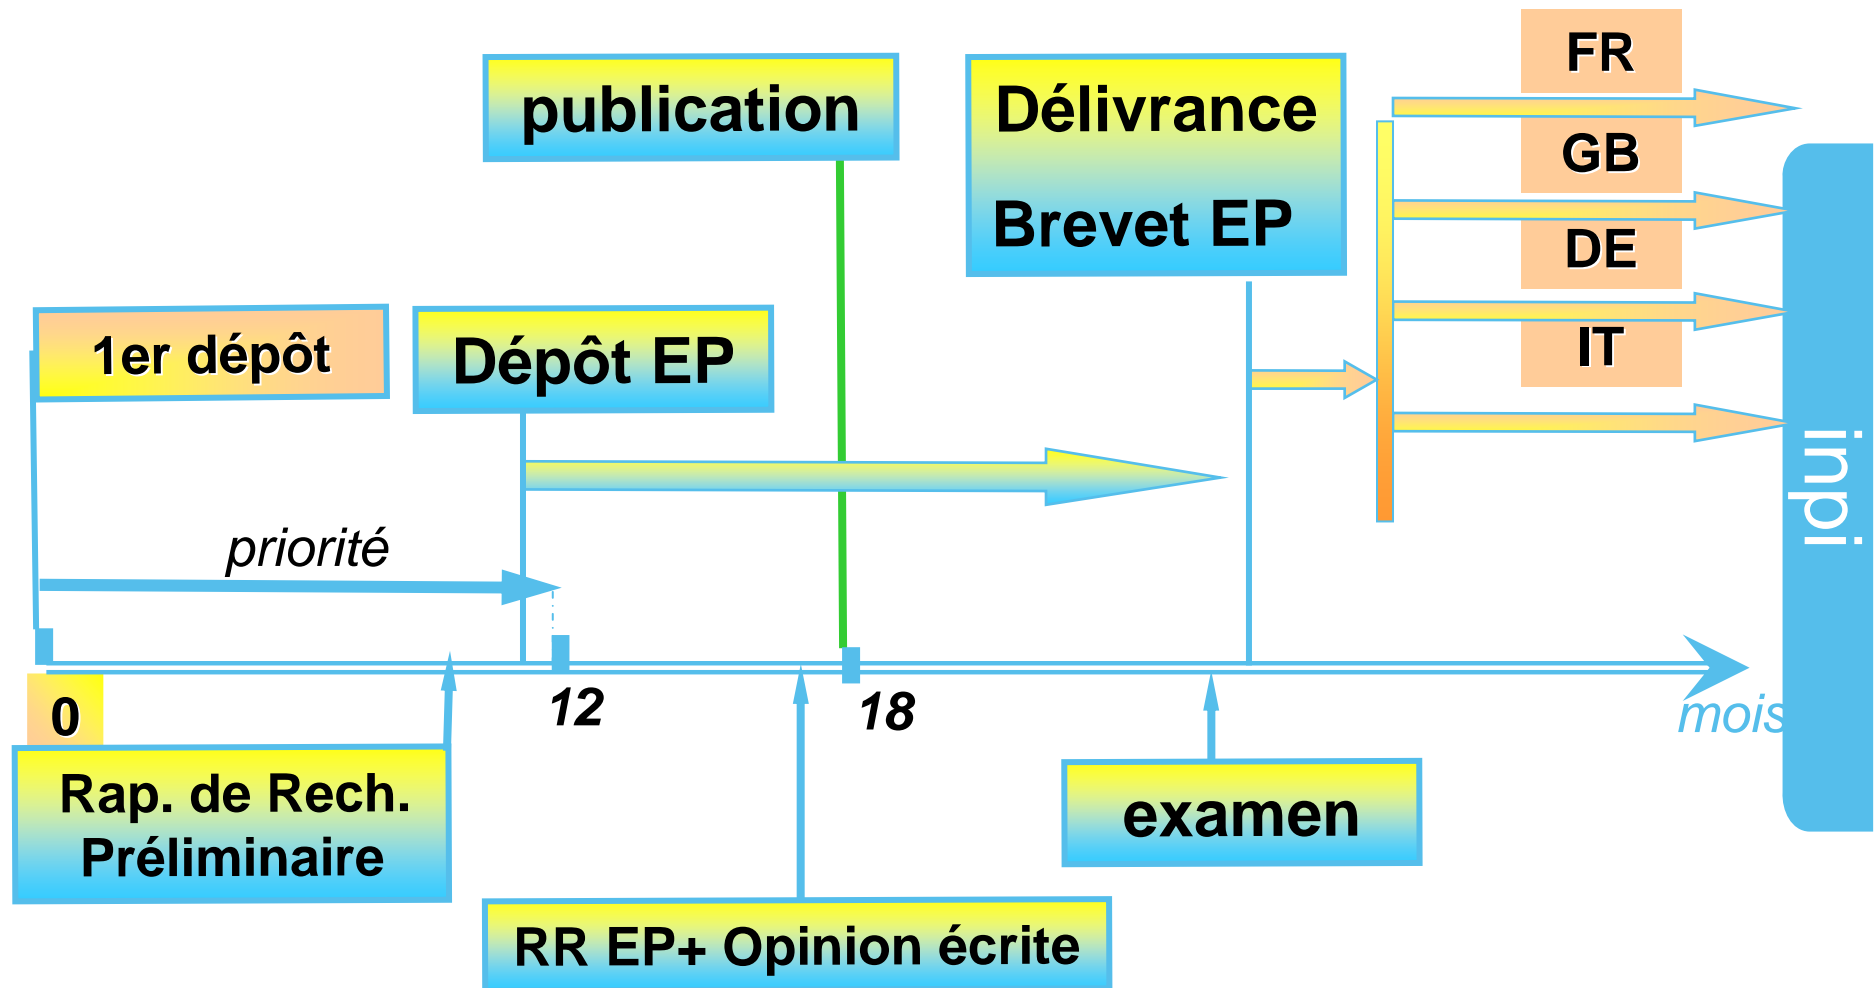 publication
Délivrance
Brevet EP
FR
GB
DE
IT
1er dépôt
Dépôt EP
priorité
0
12
18
mois
inpi
Rap. de Rech.
Préliminaire
examen
RR EP+ Opinion écrite